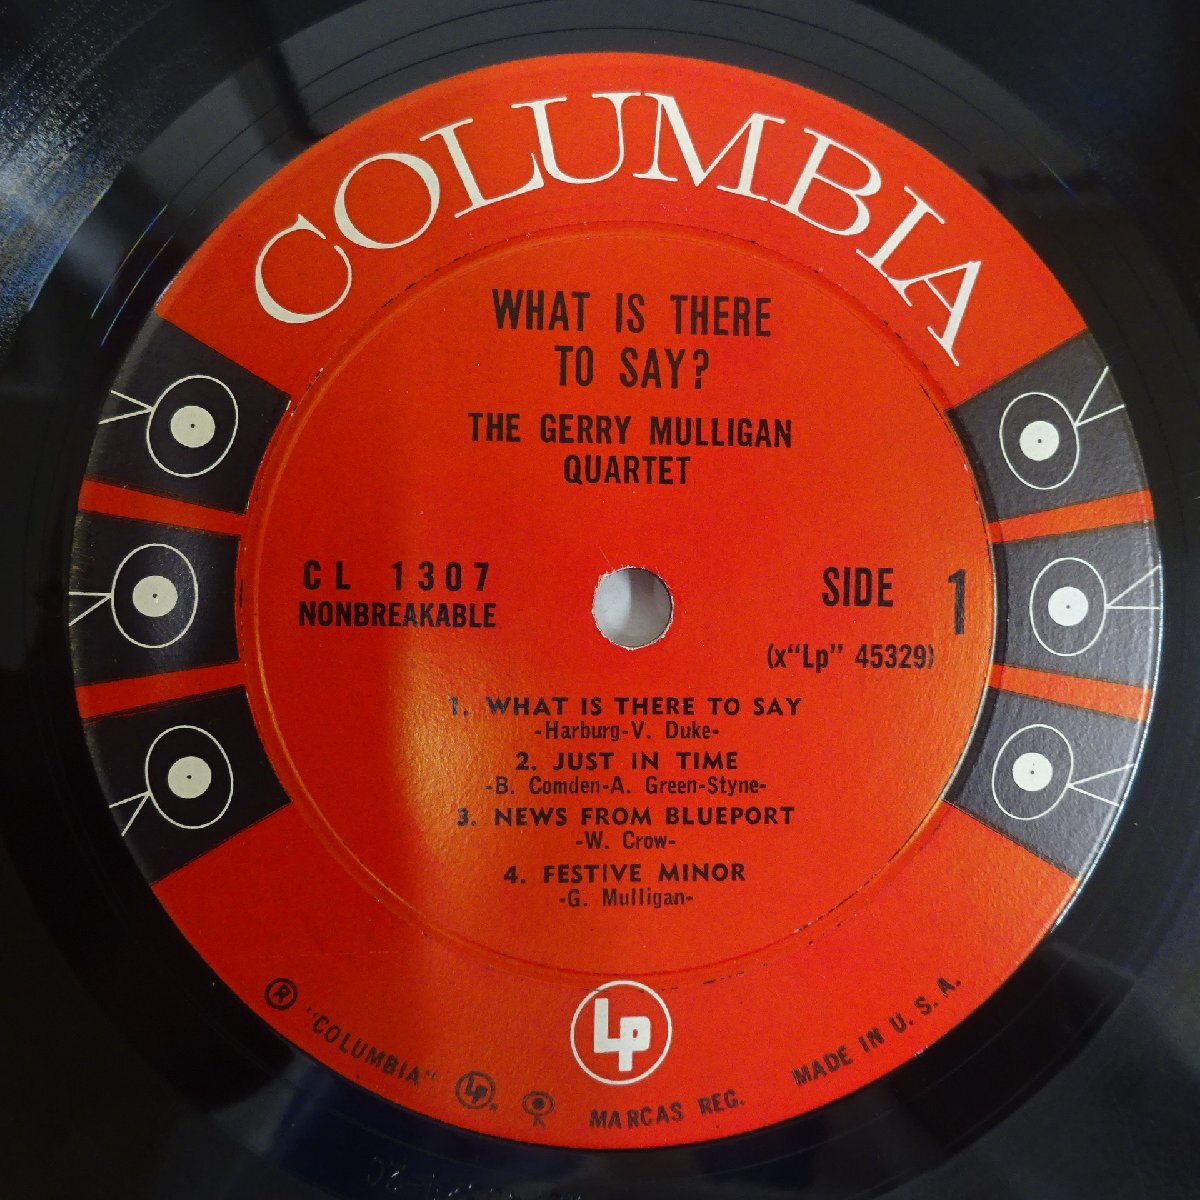 COLUMBIA
WHAT IS THERE
TO SAY?
THE GERRY MULLIGAN
QUARTET
CL 1307
NONBREAKABLE
SIDE 1
(x“Lp” 45329)
1. WHAT IS THERE TO SAY
-Harburg-V. Duke-
2. JUST IN TIME
-B. Comden-A. Green-Styne-
3. NEWS FROM BLUEPORT
-W. Crow-
4. FESTIVE MINOR
-G. Mulligan-
LP
® "COLUMBIA" LP MARCAS REG. MADE IN U.S.A.